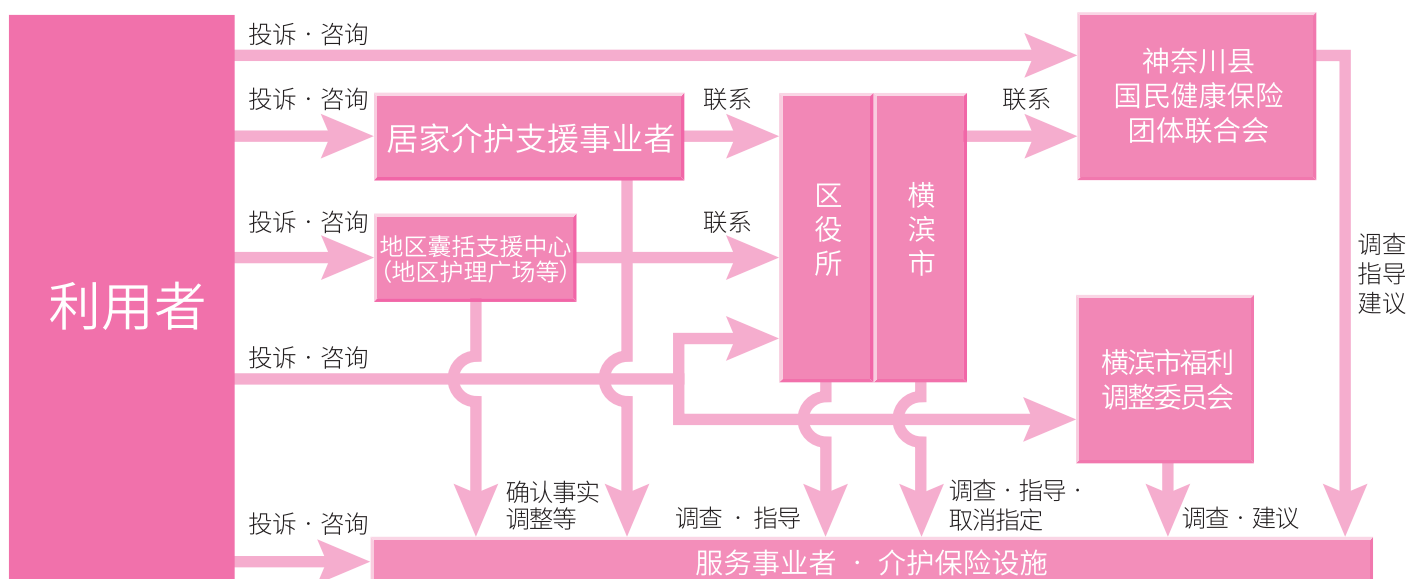 投诉 · 咨询
神奈川县
国民健康保险
团体联合会
投诉 · 咨询
居家介护支援事业者
联系
联系
区役所
横滨市
投诉 · 咨询
地区囊括支援中心
（地区护理广场等）
联系
调查
指导
建议
利用者
投诉 · 咨询
横滨市福利
调整委员会
确认事实
调整等
调查 · 指导
调查 · 指导 ·
取消指定
调查 · 建议
投诉 · 咨询
服务事业者 · 介护保险设施